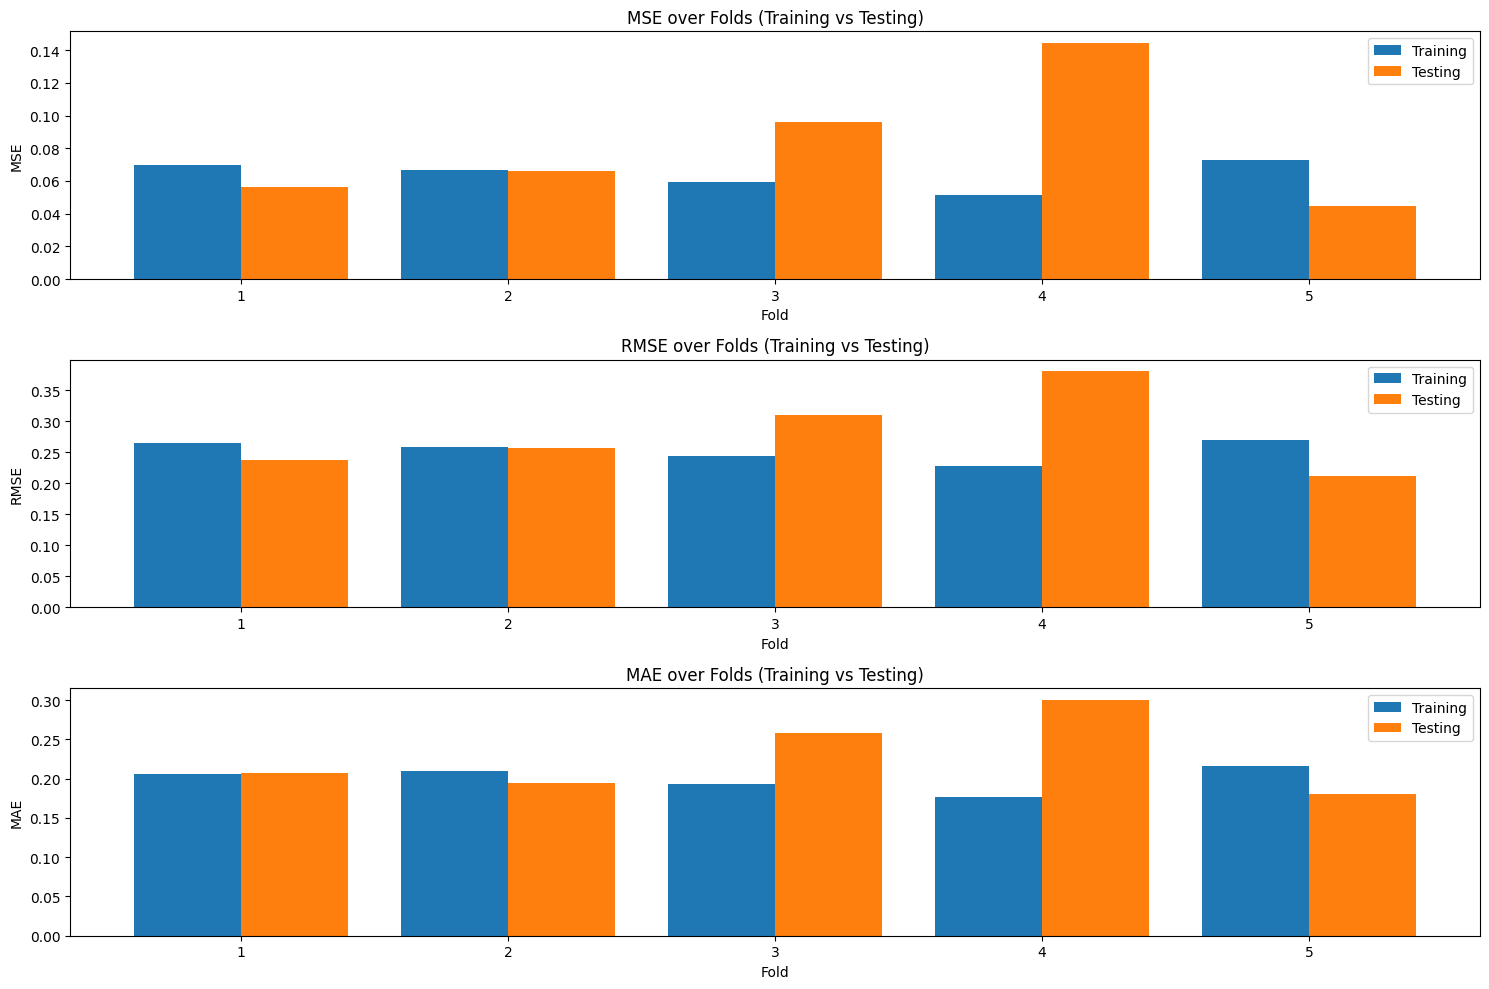 MSE over Folds (Training vs Testing)
Training
Testing
MSE
0.14
0.12
0.10
0.08
0.06
0.04
0.02
0.00
1 2 3 4 5
Fold
RMSE over Folds (Training vs Testing)
Training
Testing
RMSE
0.35
0.30
0.25
0.20
0.15
0.10
0.05
0.00
1 2 3 4 5
Fold
MAE over Folds (Training vs Testing)
Training
Testing
MAE
0.30
0.25
0.20
0.15
0.10
0.05
0.00
1 2 3 4 5
Fold